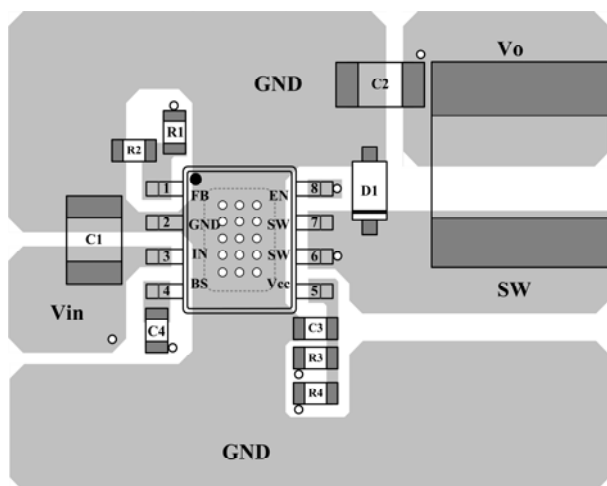 Vo
C2
GND
R1
R2
D1
1 FB EN 8
2 GND SW 7
C1
3 IN SW 6
4 BS Vcc 5
SW
Vin
C4
C3
R3
R4
GND